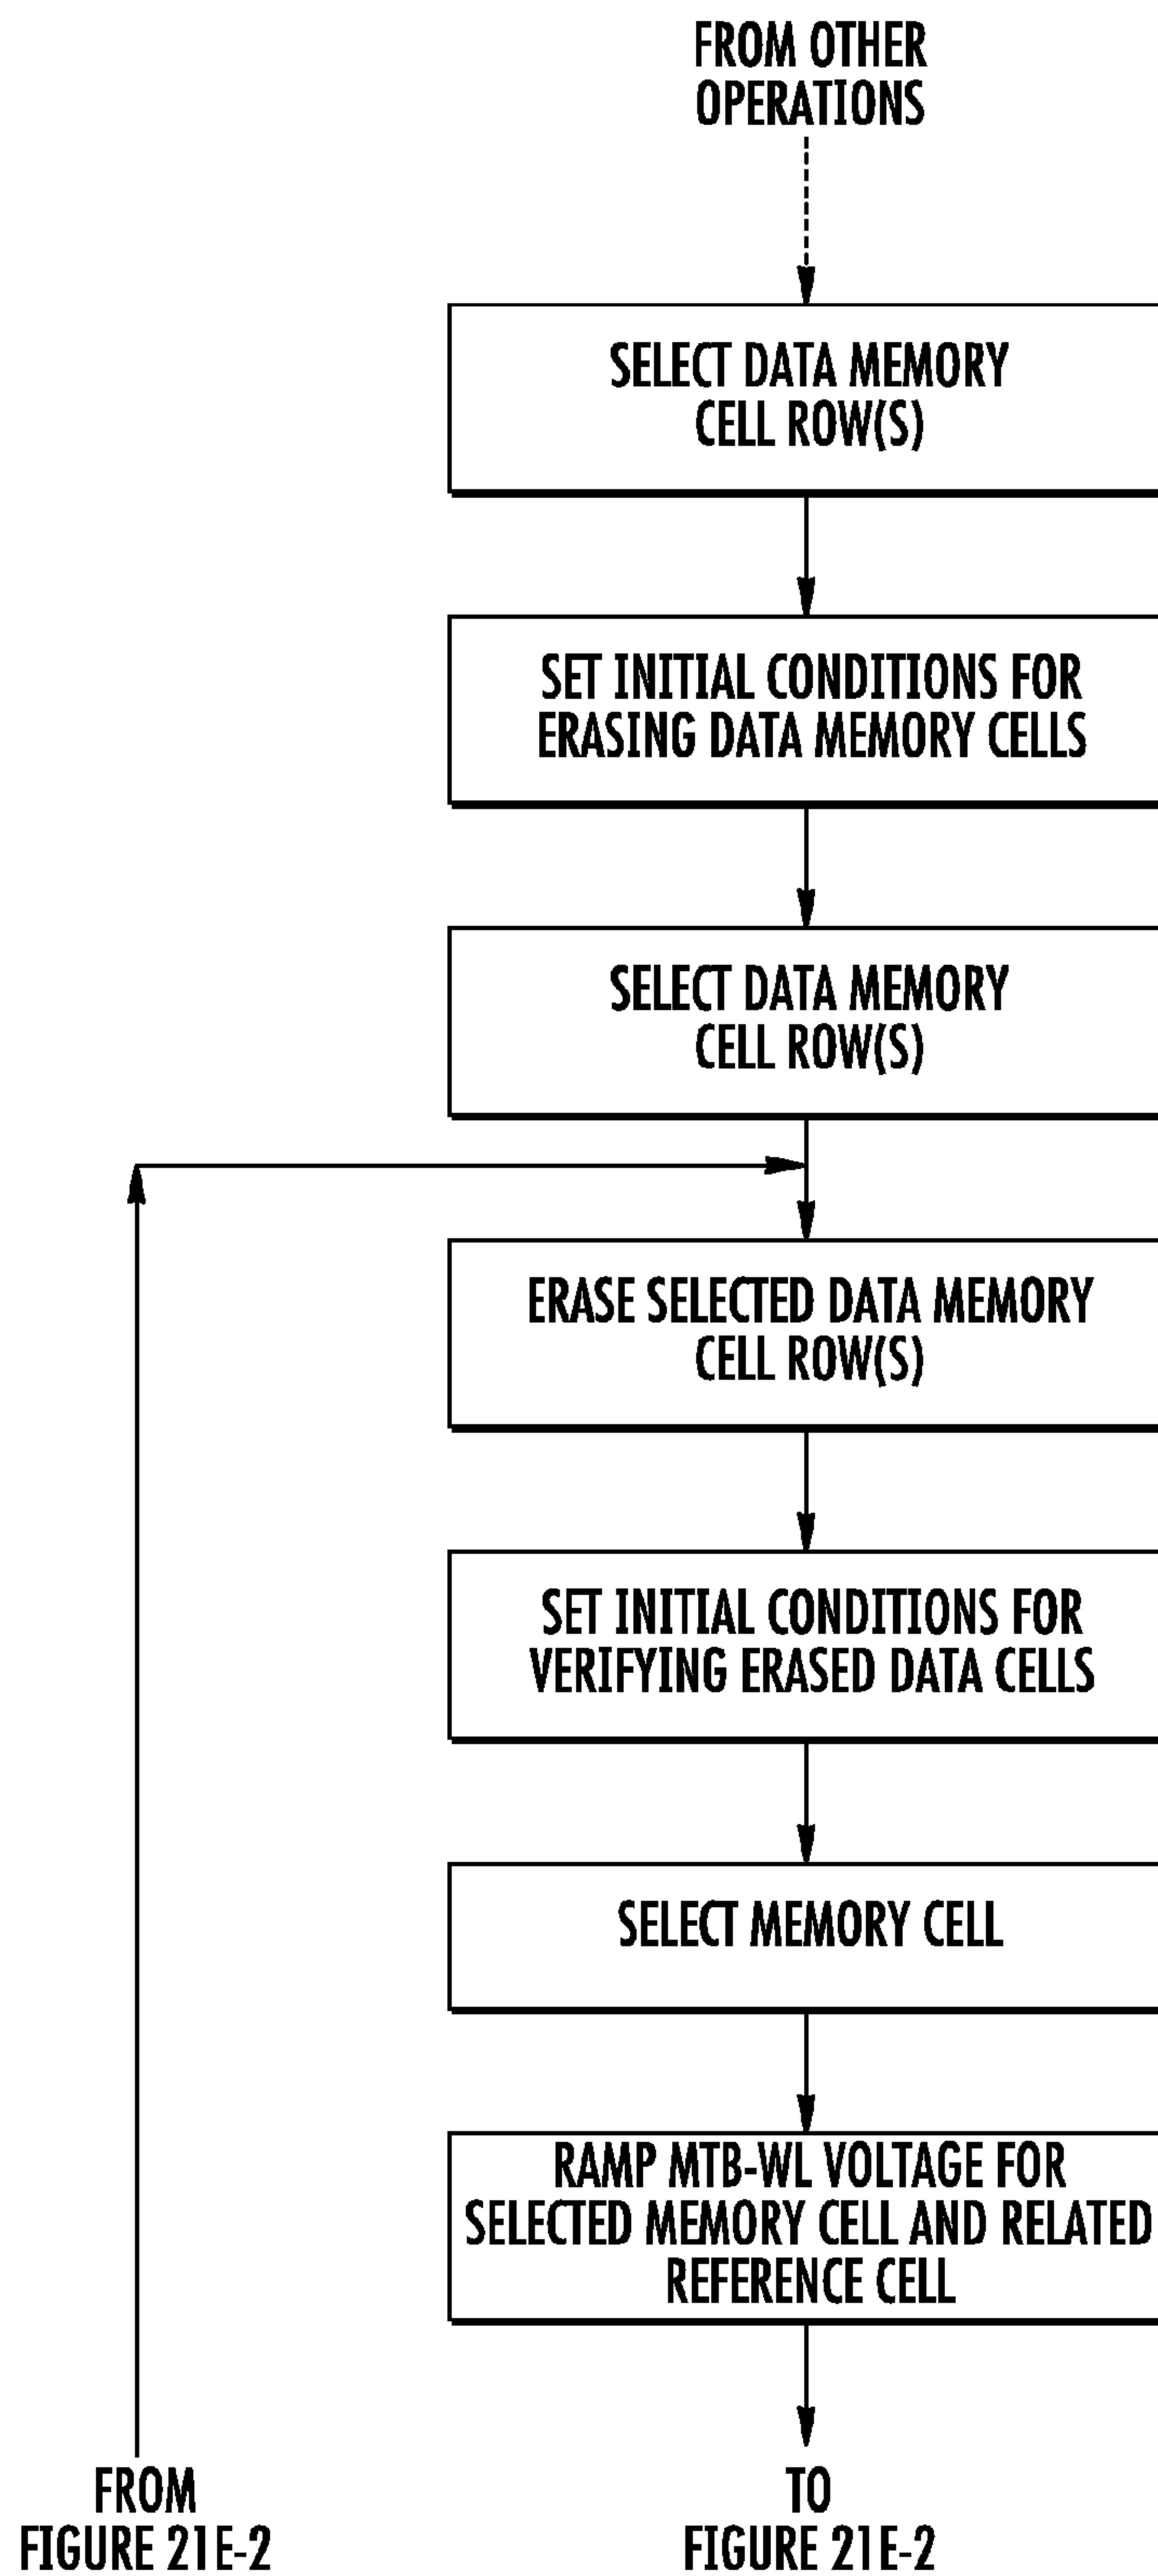 FROM OTHER
OPERATIONS
SELECT DATA MEMORY
CELL ROW(S)
SET INITIAL CONDITIONS FOR
ERASING DATA MEMORY CELLS
SELECT DATA MEMORY
CELL ROW(S)
ERASE SELECTED DATA MEMORY
CELL ROW(S)
SET INITIAL CONDITIONS FOR
VERIFYING ERASED DATA CELLS
SELECT MEMORY CELL
RAMP MTB-WL VOLTAGE FOR
SELECTED MEMORY CELL AND RELATED
REFERENCE CELL
FROM
FIGURE 21E-2
TO
FIGURE 21E-2